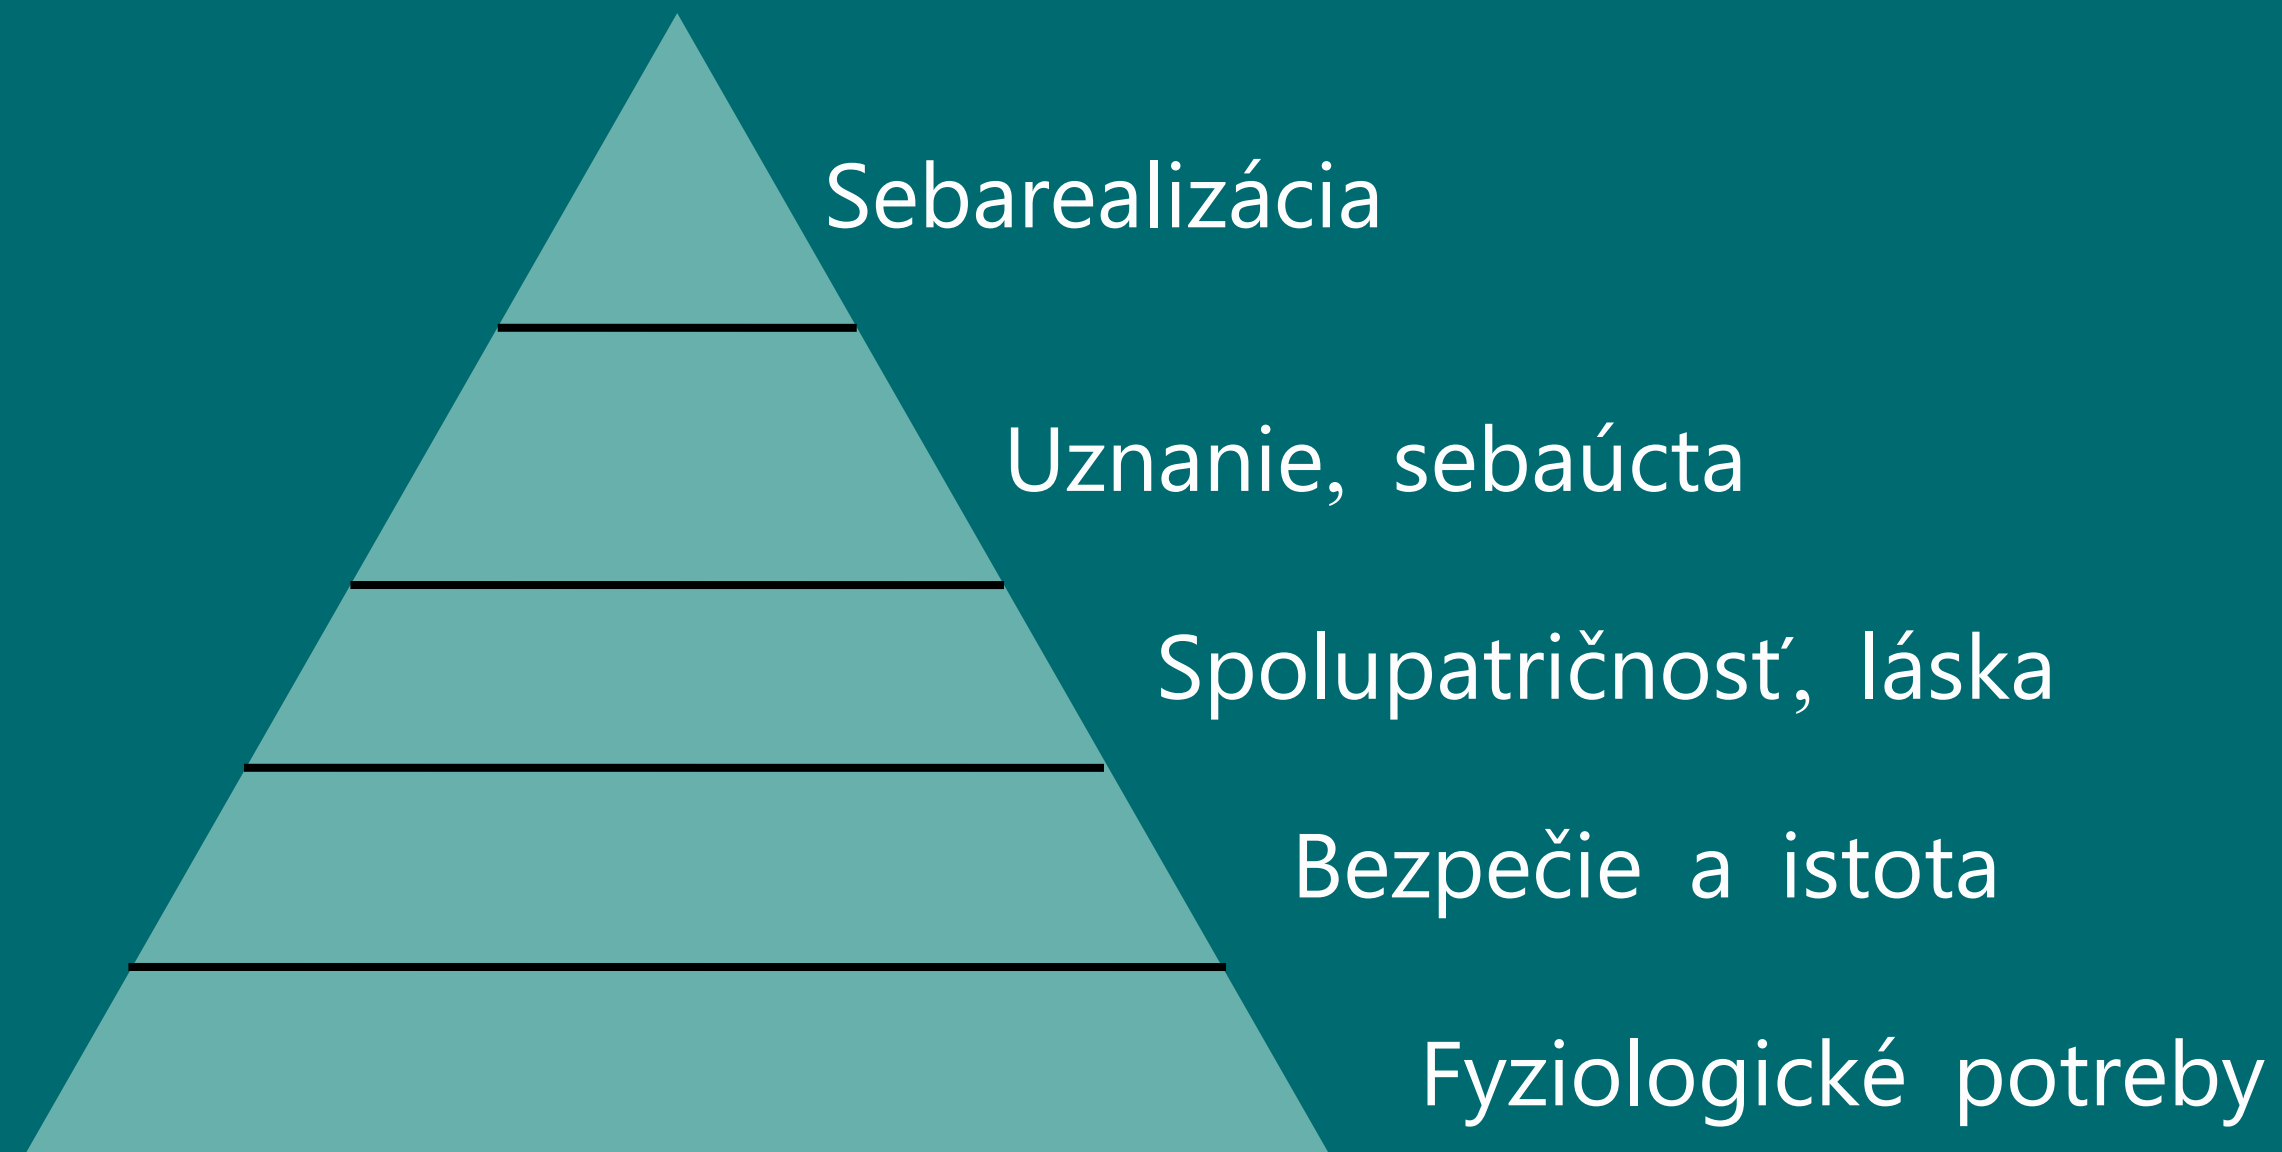 Sebarealizácia
Uznanie, sebaúcta
Spolupatričnosť, láska
Bezpečie a istota
Fyziologické potreby